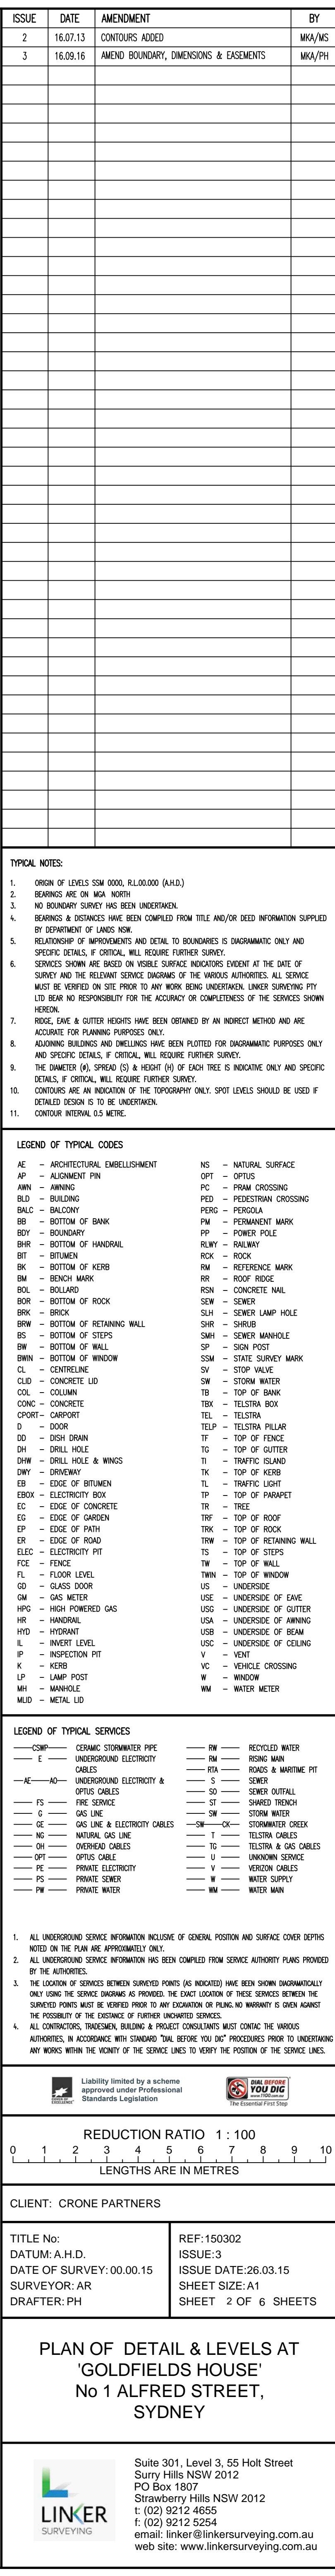 ISSUE DATE AMENDMENT BY
2 16.07.13 CONTOURS ADDED MKA/MS
3 16.09.16 AMEND BOUNDARY, DIMENSIONS & EASEMENTS MKA/PH
TYPICAL NOTES:
1. ORIGIN OF LEVELS SSM 0000, R.L.00.000 (A.H.D.)
2. BEARINGS ARE ON MGA NORTH
3. NO BOUNDARY SURVEY HAS BEEN UNDERTAKEN.
4. BEARINGS & DISTANCES HAVE BEEN COMPILED FROM TITLE AND/OR DEED INFORMATION SUPPLIED
BY DEPARTMENT OF LANDS NSW.
5. RELATIONSHIP OF IMPROVEMENTS AND DETAIL TO BOUNDARIES IS DIAGRAMMATIC ONLY AND
SPECIFIC DETAILS, IF CRITICAL, WILL REQUIRE FURTHER SURVEY.
6. SERVICES SHOWN ARE BASED ON VISIBLE SURFACE INDICATORS EVIDENT AT THE DATE OF
SURVEY AND THE RELEVANT SERVICE DIAGRAMS OF THE VARIOUS AUTHORITIES. ALL SERVICE
MUST BE VERIFIED ON SITE PRIOR TO ANY WORK BEING UNDERTAKEN. LINKER SURVEYING PTY
LTD BEAR NO RESPONSIBILITY FOR THE ACCURACY OR COMPLETENESS OF THE SERVICES SHOWN
HEREON.
7. RIDGE, EAVE & GUTTER HEIGHTS HAVE BEEN OBTAINED BY AN INDIRECT METHOD AND ARE
ACCURATE FOR PLANNING PURPOSES ONLY.
8. ADJOINING BUILDINGS AND DWELLINGS HAVE BEEN PLOTTED FOR DIAGRAMMATIC PURPOSES ONLY
AND SPECIFIC DETAILS, IF CRITICAL, WILL REQUIRE FURTHER SURVEY.
9. THE DIAMETER (ø), SPREAD (S) & HEIGHT (H) OF EACH TREE IS INDICATIVE ONLY AND SPECIFIC
DETAILS, IF CRITICAL, WILL REQUIRE FURTHER SURVEY.
10. CONTOURS ARE AN INDICATION OF THE TOPOGRAPHY ONLY. SPOT LEVELS SHOULD BE USED IF
DETAILED DESIGN IS TO BE UNDERTAKEN.
11. CONTOUR INTERVAL 0.5 METRE.
LEGEND OF TYPICAL CODES
AE – ARCHITECTURAL EMBELLISHMENT
AP – ALIGNMENT PIN
AWN – AWNING
BLD – BUILDING
BALC – BALCONY
BB – BOTTOM OF BANK
BDY – BOUNDARY
BHR – BOTTOM OF HANDRAIL
BIT – BITUMEN
BK – BOTTOM OF KERB
BM – BENCH MARK
BOL – BOLLARD
BOR – BOTTOM OF ROCK
BRK – BRICK
BRW – BOTTOM OF RETAINING WALL
BS – BOTTOM OF STEPS
BW – BOTTOM OF WALL
BWIN – BOTTOM OF WINDOW
CL – CENTRELINE
CLID – CONCRETE LID
COL – COLUMN
CONC – CONCRETE
CPORT – CARPORT
D – DOOR
DD – DISH DRAIN
DH – DRILL HOLE
DHW – DRILL HOLE & WINGS
DWY – DRIVEWAY
EB – EDGE OF BITUMEN
EBOX – ELECTRICITY BOX
EC – EDGE OF CONCRETE
EG – EDGE OF GARDEN
EP – EDGE OF PATH
ER – EDGE OF ROAD
ELEC – ELECTRICITY PIT
FCE – FENCE
FL – FLOOR LEVEL
GD – GLASS DOOR
GM – GAS METER
HPG – HIGH POWERED GAS
HR – HANDRAIL
HYD – HYDRANT
IL – INVERT LEVEL
IP – INSPECTION PIT
K – KERB
LP – LAMP POST
MH – MANHOLE
MLID – METAL LID
NS – NATURAL SURFACE
OPT – OPTUS
PC – PRAM CROSSING
PED – PEDESTRIAN CROSSING
PERG – PERGOLA
PM – PERMANENT MARK
PP – POWER POLE
RLWY – RAILWAY
RCK – ROCK
RM – REFERENCE MARK
RR – ROOF RIDGE
RSN – CONCRETE NAIL
SEW – SEWER
SLH – SEWER LAMP HOLE
SHR – SHRUB
SMH – SEWER MANHOLE
SP – SIGN POST
SSM – STATE SURVEY MARK
SV – STOP VALVE
SW – STORM WATER
TB – TOP OF BANK
TBX – TELSTRA BOX
TEL – TELSTRA
TELP – TELSTRA PILLAR
TF – TOP OF FENCE
TG – TOP OF GUTTER
TI – TRAFFIC ISLAND
TK – TOP OF KERB
TL – TRAFFIC LIGHT
TP – TOP OF PARAPET
TR – TREE
TRF – TOP OF ROOF
TRK – TOP OF ROCK
TRW – TOP OF RETAINING WALL
TS – TOP OF STEPS
TW – TOP OF WALL
TWIN – TOP OF WINDOW
US – UNDERSIDE
USE – UNDERSIDE OF EAVE
USG – UNDERSIDE OF GUTTER
USA – UNDERSIDE OF AWNING
USB – UNDERSIDE OF BEAM
USC – UNDERSIDE OF CEILING
V – VENT
VC – VEHICLE CROSSING
W – WINDOW
WM – WATER METER
LEGEND OF TYPICAL SERVICES
CSWP CERAMIC STORMWATER PIPE
E UNDERGROUND ELECTRICITY
CABLES
AE AO UNDERGROUND ELECTRICITY &
OPTUS CABLES
FS FIRE SERVICE
G GAS LINE
GE GAS LINE & ELECTRICITY CABLES
NG NATURAL GAS LINE
OH OVERHEAD CABLES
OPT OPTUS CABLE
PE PRIVATE ELECTRICITY
PS PRIVATE SEWER
PW PRIVATE WATER
RW RECYCLED WATER
RM RISING MAIN
RTA ROADS & MARITIME PIT
S SEWER
SO SEWER OUTFALL
ST SHARED TRENCH
SW STORM WATER
SW CK STORMWATER CREEK
T TELSTRA CABLES
TG TELSTRA & GAS CABLES
U UNKNOWN SERVICE
V VERIZON CABLES
W WATER SUPPLY
WM WATER MAIN
1. ALL UNDERGROUND SERVICE INFORMATION INCLUSIVE OF GENERAL POSITION AND SURFACE COVER DEPTHS
NOTED ON THE PLAN ARE APPROXIMATELY ONLY.
2. ALL UNDERGROUND SERVICE INFORMATION HAS BEEN COMPILED FROM SERVICE AUTHORITY PLANS PROVIDED
BY THE AUTHORITIES.
3. THE LOCATION OF SERVICES BETWEEN SURVEYED POINTS (AS INDICATED) HAVE BEEN SHOWN DIAGRAMATICALLY
ONLY USING THE SERVICE DIAGRAMS AS PROVIDED. THE EXACT LOCATION OF THESE SERVICES BETWEEN THE
SURVEYED POINTS MUST BE VERIFIED PRIOR TO ANY EXCAVATION OR PILING. NO WARRANTY IS GIVEN AGAINST
THE POSSIBILITY OF THE EXISTANCE OF FURTHER UNCHARTED SERVICES.
4. ALL CONTRACTORS, TRADESMEN, BUILDING & PROJECT CONSULTANTS MUST CONTAC THE VARIOUS
AUTHORITIES, IN ACCORDANCE WITH STANDARD "DIAL BEFORE YOU DIG" PROCEDURES PRIOR TO UNDERTAKING
ANY WORKS WITHIN THE VICINITY OF THE SERVICE LINES TO VERIFY THE POSITION OF THE SERVICE LINES.
Liability limited by a scheme
approved under Professional
Standards Legislation
DIAL BEFORE
YOU DIG
www.1100.com.au
The Essential First Step
REDUCTION RATIO 1 : 100
0 1 2 3 4 5 6 7 8 9 10
LENGTHS ARE IN METRES
CLIENT: CRONE PARTNERS
TITLE No:
DATUM: A.H.D.
DATE OF SURVEY: 00.00.15
SURVEYOR: AR
DRAFTER: PH
REF:150302
ISSUE:3
ISSUE DATE:26.03.15
SHEET SIZE:A1
SHEET 2 OF 6 SHEETS
PLAN OF DETAIL & LEVELS AT
'GOLDFIELDS HOUSE'
No 1 ALFRED STREET,
SYDNEY
LINKER
SURVEYING
Suite 301, Level 3, 55 Holt Street
Surry Hills NSW 2012
PO Box 1807
Strawberry Hills NSW 2012
t: (02) 9212 4655
f: (02) 9212 5254
email: linker@linkersurveying.com.au
web site: www.linkersurveying.com.au